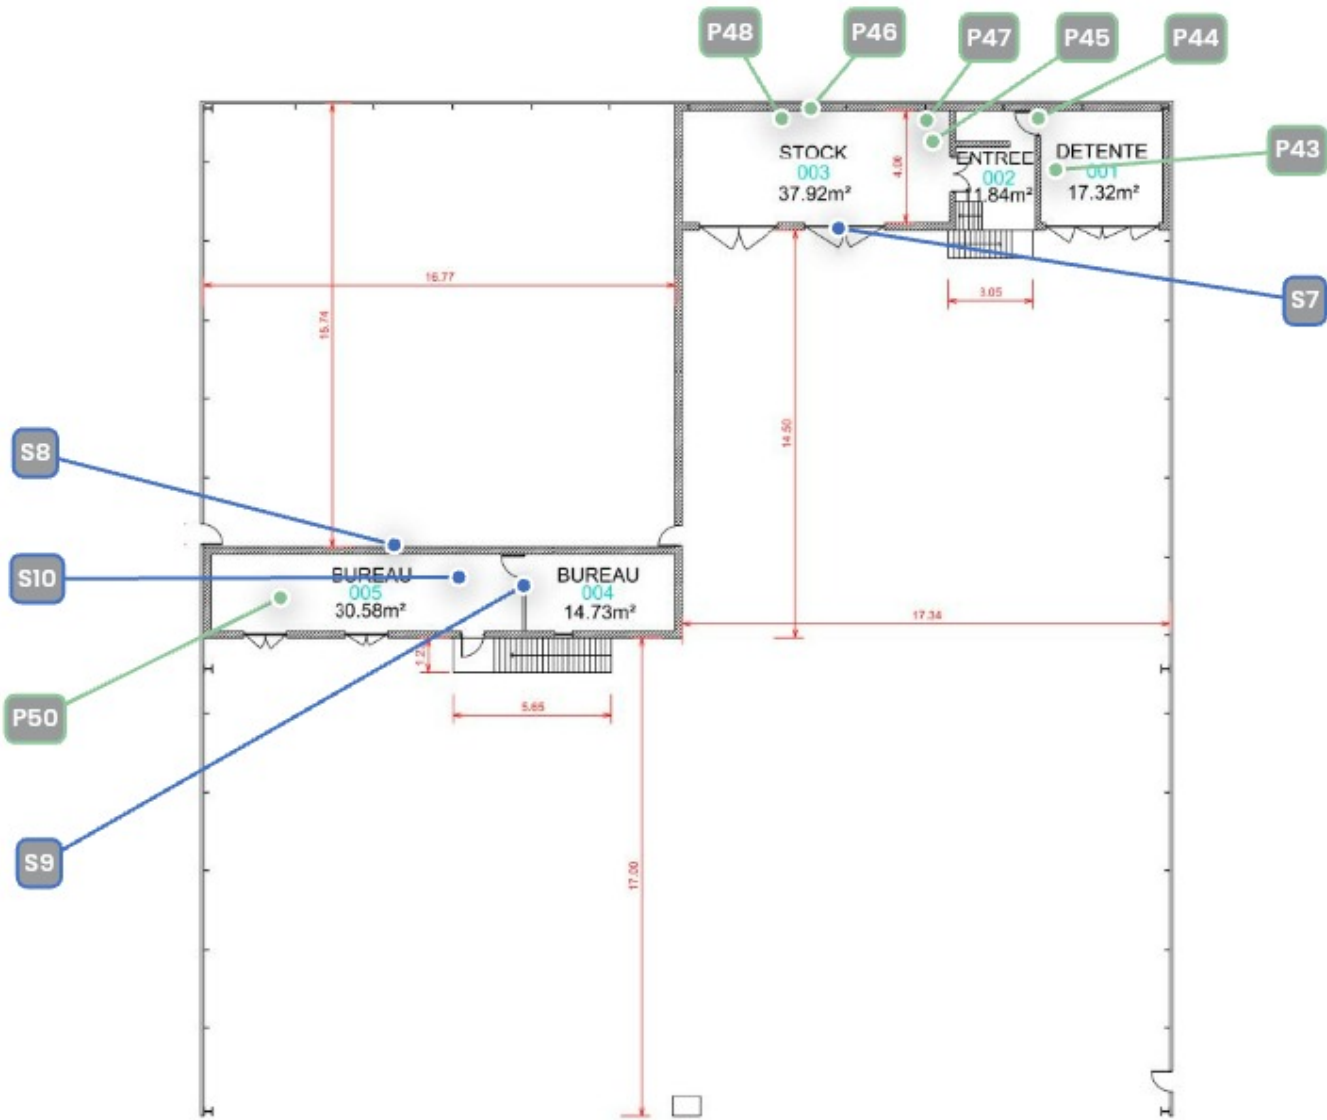 P48
P46
P47
P45
P44
P43
STOCK
003
37.92m²
4.06
ENTREE
002
11.84m²
DETENTE
001
17.32m²
S7
16.77
3.05
15.74
14.50
S8
S10
BUREAU
005
30.58m²
BUREAU
004
14.73m²
17.34
P50
5.65
S9
17.00